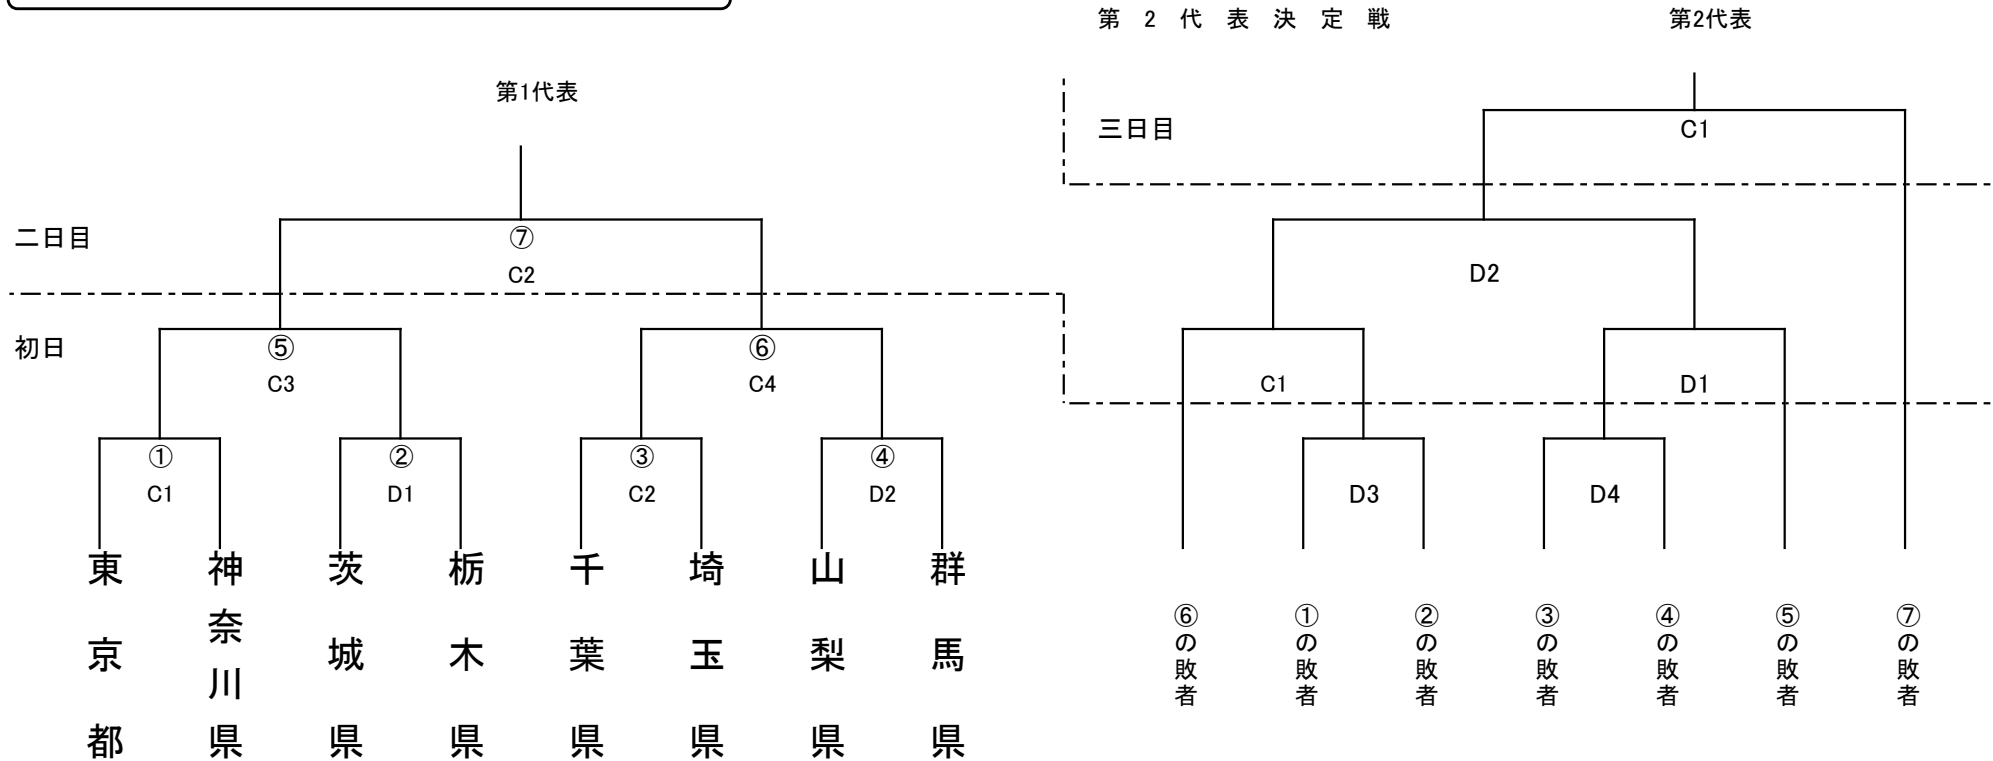 第 2 代 表 決 定 戦
第2代表
第1代表
三日目
C1
二日目
⑦
C2
D2
初日
⑤
C3
⑥
C4
C1
D1
①
C1
②
D1
③
C2
④
D2
D3
D4
東京都
神奈川県
茨城県
栃木県
千葉県
埼玉県
山梨県
群馬県
⑥の敗者
①の敗者
②の敗者
③の敗者
④の敗者
⑤の敗者
⑦の敗者